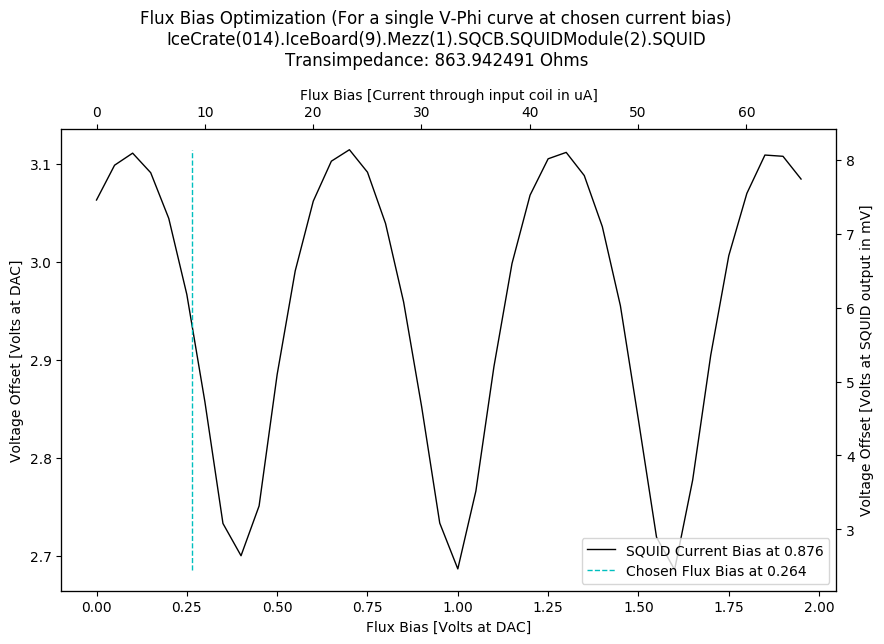 Flux Bias Optimization (For a single V-Phi curve at chosen current bias)
IceCrate(014).IceBoard(9).Mezz(1).SQCB.SQUIDModule(2).SQUID
Transimpedance: 863.942491 Ohms
Flux Bias [Current through input coil in uA]
0 10 20 30 40 50 60
Voltage Offset [Volts at DAC]
3.1
3.0
2.9
2.8
2.7
8
7
6
5
4
3
Voltage Offset [Volts at SQUID output in mV]
SQUID Current Bias at 0.876
Chosen Flux Bias at 0.264
0.00 0.25 0.50 0.75 1.00 1.25 1.50 1.75 2.00
Flux Bias [Volts at DAC]